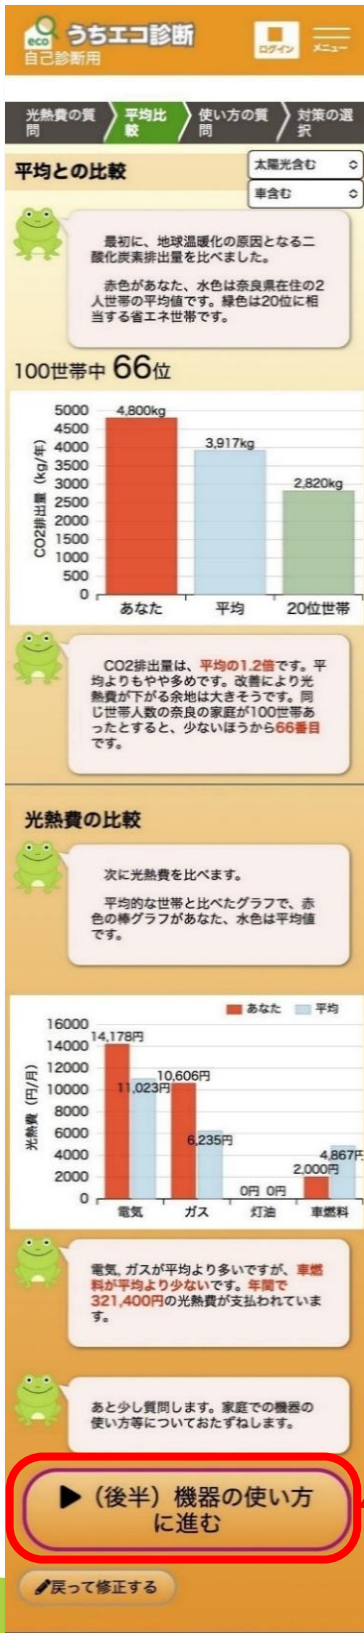 eco うちエコ診断
自己診断用
ログイン
メニュー
光熱費の質
問
平均比
較
使い方の質
問
対策の選
択
平均との比較
太陽光含む
車含む
最初に、地球温暖化の原因となる二
酸化炭素排出量を比べました。
赤色があなた、水色は奈良県在住の2
人世帯の平均値です。緑色は20位に相
当する省エネ世帯です。
100世帯中 66位
CO2排出量 (kg/年)
5000
4500
4000
3500
3000
2500
2000
1500
1000
500
0
4,800kg
3,917kg
2,820kg
あなた
平均
20位世帯
CO2排出量は、平均の1.2倍です。平
均よりもやや多めです。改善により光
熱費が下がる余地は大きそうです。同
じ世帯人数の奈良の家庭が100世帯あ
ったとすると、少ないほうから66番目
です。
光熱費の比較
次に光熱費を比べます。
平均的な世帯と比べたグラフで、赤
色の棒グラフがあなた、水色は平均値
です。
あなた
平均
光熱費 (円/月)
16000
14000
12000
10000
8000
6000
4000
2000
0
14,178円
11,023円
10,606円
6,235円
0円
0円
2,000円
4,867円
電気
ガス
灯油
車燃料
電気, ガスが平均より多いですが、車燃
料が平均より少ないです。年間で
321,400円の光熱費が支払われていま
す。
あと少し質問します。家庭での機器の
使い方等についておたずねします。
▶(後半)機器の使い方
に進む
戻って修正する